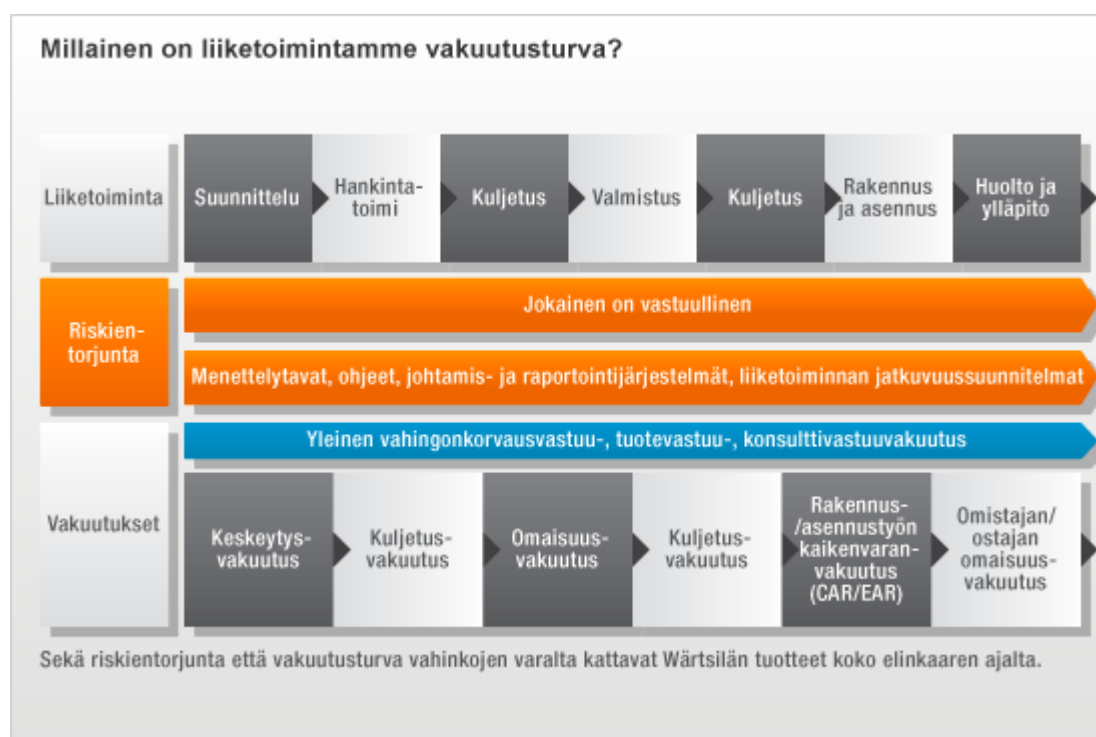 Millainen on liiketoimintamme vakuutusturva?
Liiketoiminta
Suunnittelu
Hankinta-
toimi
Kuljetus
Valmistus
Kuljetus
Rakennus
ja asennus
Huolto ja
ylläpito
Riskien-
torjunta
Jokainen on vastuullinen
Menettelytavat, ohjeet, johtamis- ja raportointijärjestelmät, liiketoiminnan jatkuvuussuunnitelmat
Vakuutukset
Yleinen vahingonkorvausvastuu-, tuotevastuu-, konsulttivastuuvakuutus
Keskeytys-
vakuutus
Kuljetus-
vakuutus
Omaisuus-
vakuutus
Kuljetus-
vakuutus
Rakennus-
/asennustyön
kaikenvaran-
vakuutus
(CAR/EAR)
Omistajan/
ostajan
omaisuus-
vakuutus
Sekä riskientorjunta että vakuutusturva vahinkojen varalta kattavat Wärtsilän tuotteet koko elinkaaren ajalta.